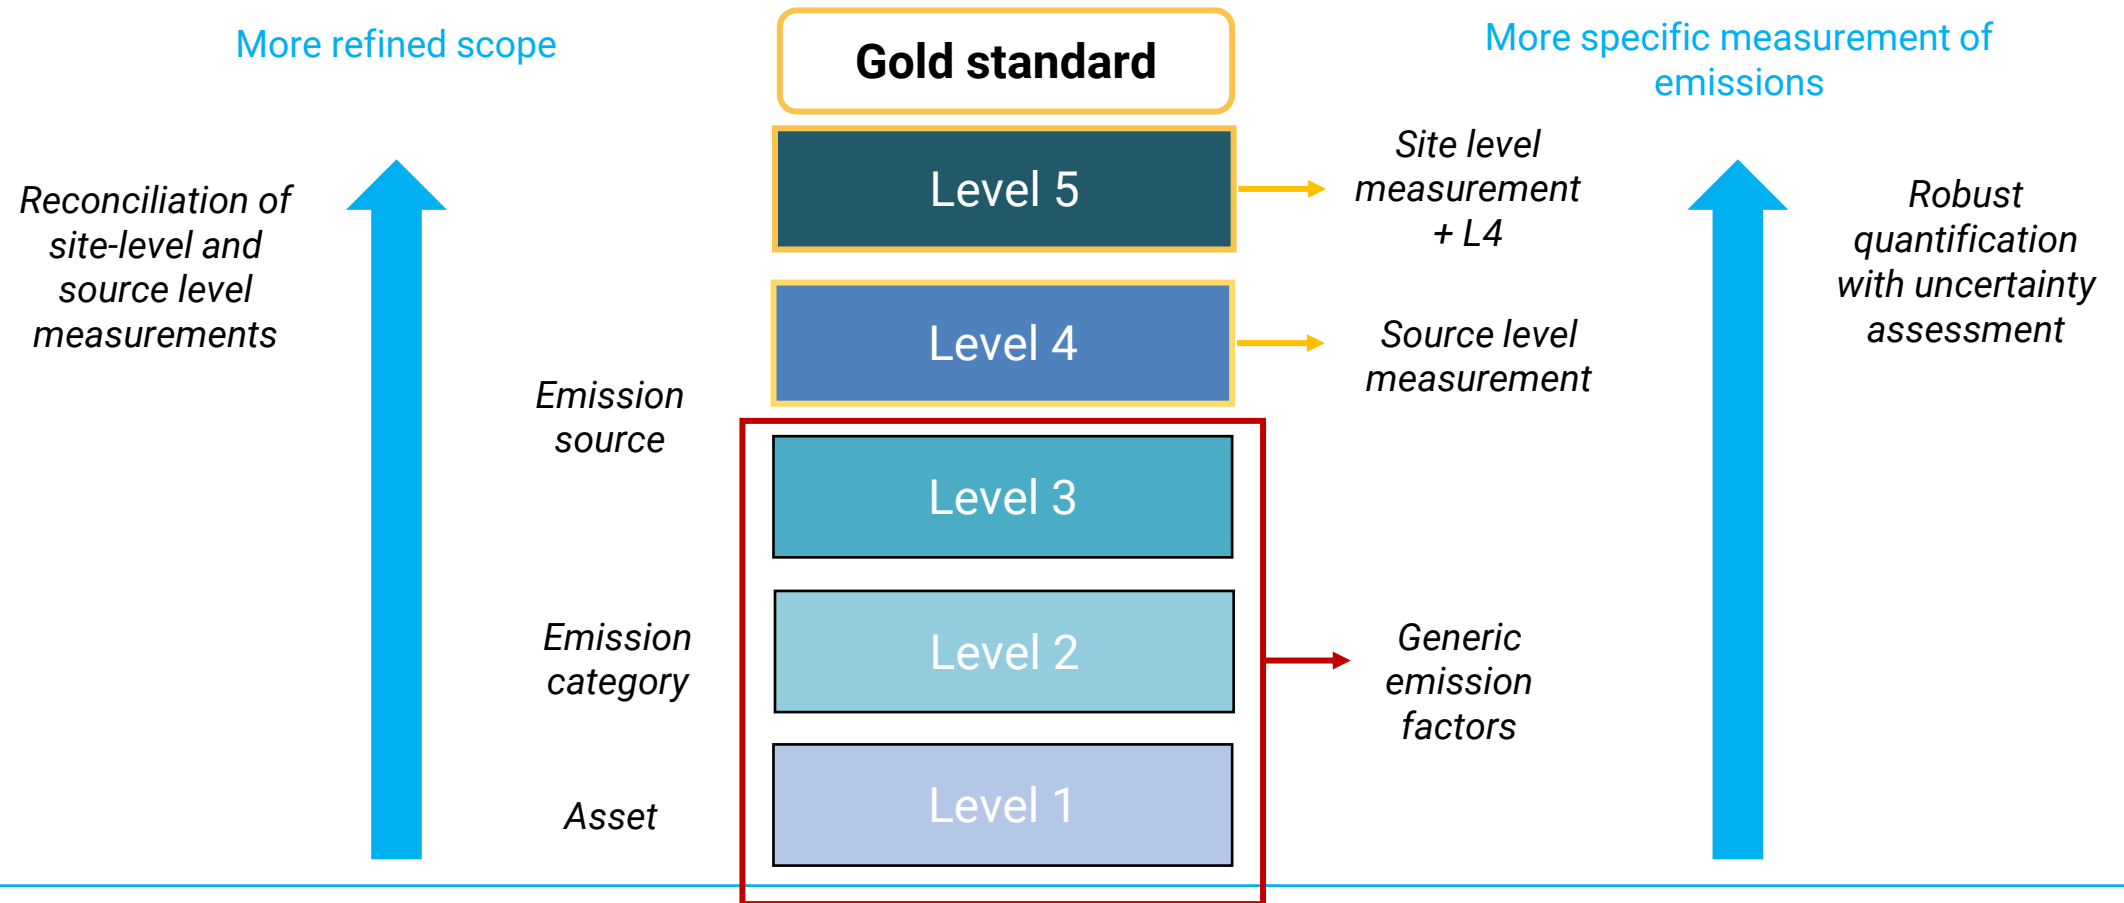 More refined scope
Gold standard
More specific measurement of
emissions
Reconciliation of
site-level and
source level
measurements
Level 5
Site level
measurement
+ L4
Robust
quantification
with uncertainty
assessment
Level 4
Source level
measurement
Emission
source
Level 3
Emission
category
Level 2
Generic
emission
factors
Asset
Level 1